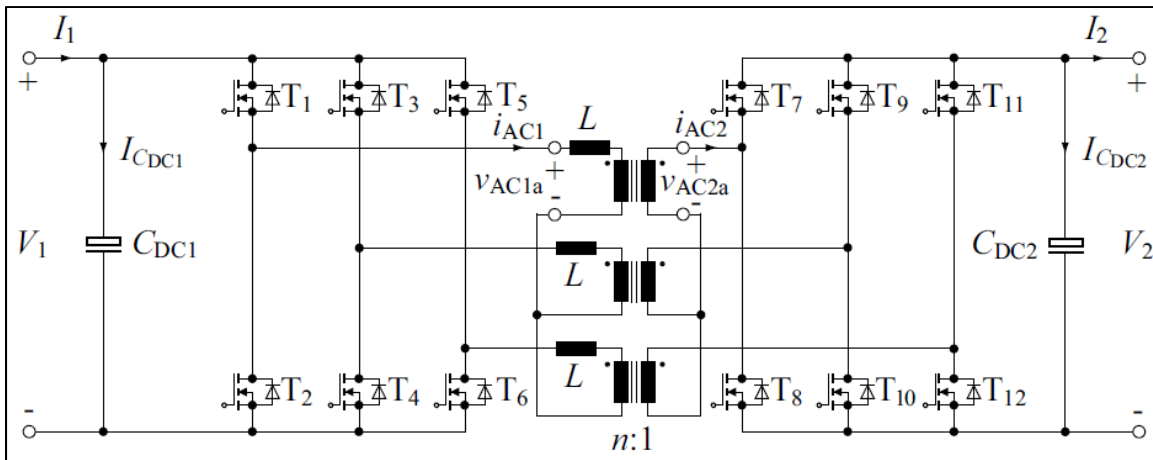 I1 I2
+ T1 T3 T5 T7 T9 T11 +
iAC1 L iAC2
ICDC1 + + ICDC2
vAC1a vAC2a
- -
V1 CDC1 L CDC2 V2
L
T2 T4 T6 T8 T10 T12
- -
n:1